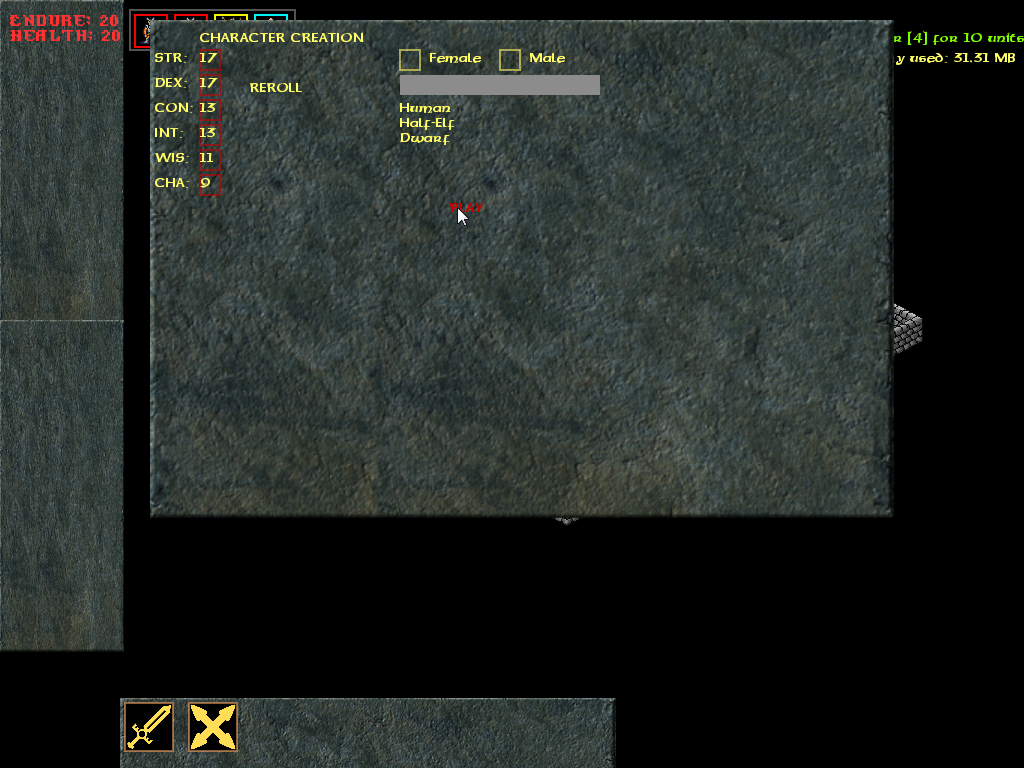 ENDURE: 20
HEALTH: 20
CHARACTER CREATION
STR: 17
DEX: 17
CON: 13
INT: 13
WIS: 11
CHA: 9
REROLL
Female Male
Human
Half-Elf
Dwarf
PLAY
[4] for 10 units
used: 31.31 MB